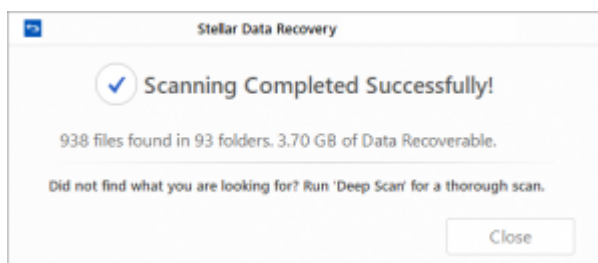 Stellar Data Recovery
Scanning Completed Successfully!
938 files found in 93 folders. 3.70 GB of Data Recoverable.
Did not find what you are looking for? Run 'Deep Scan' for a thorough scan.
Close